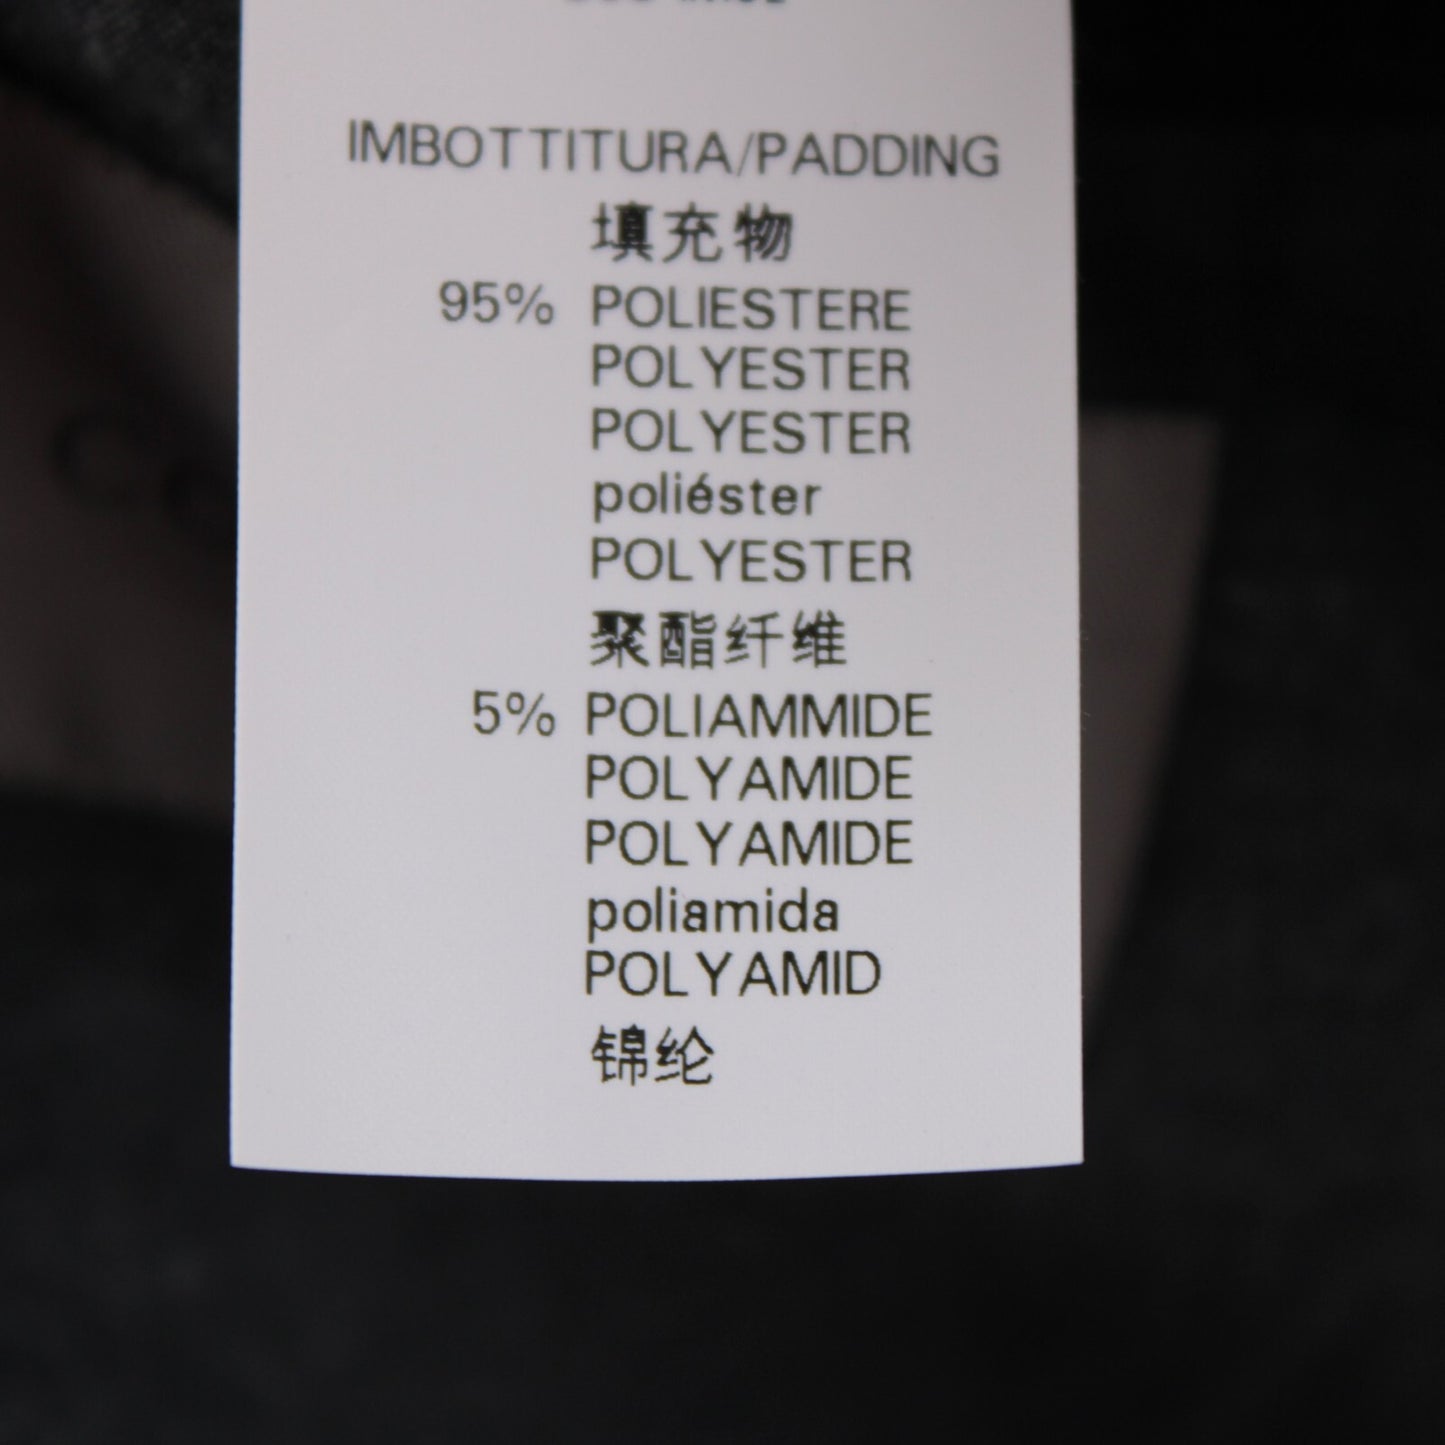 IMBOTTITURA/PADDING
填充物
95% POLIESTERE
POLYESTER
POLYESTER
poliéster
POLYESTER
聚酯纤维
5% POLIAMMIDE
POLYAMIDE
POLYAMIDE
poliamida
POLYAMID
锦纶